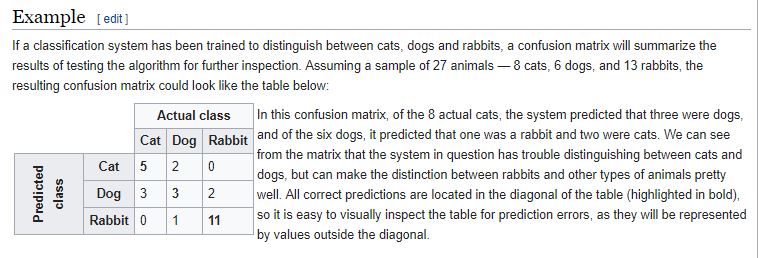 Example [ edit ]
If a classification system has been trained to distinguish between cats, dogs and rabbits, a confusion matrix will summarize the
results of testing the algorithm for further inspection. Assuming a sample of 27 animals — 8 cats, 6 dogs, and 13 rabbits, the
resulting confusion matrix could look like the table below:
Actual class
Cat Dog Rabbit
Predicted
class
Cat 5 2 0
Dog 3 3 2
Rabbit 0 1 11
In this confusion matrix, of the 8 actual cats, the system predicted that three were dogs,
and of the six dogs, it predicted that one was a rabbit and two were cats. We can see
from the matrix that the system in question has trouble distinguishing between cats and
dogs, but can make the distinction between rabbits and other types of animals pretty
well. All correct predictions are located in the diagonal of the table (highlighted in bold),
so it is easy to visually inspect the table for prediction errors, as they will be represented
by values outside the diagonal.